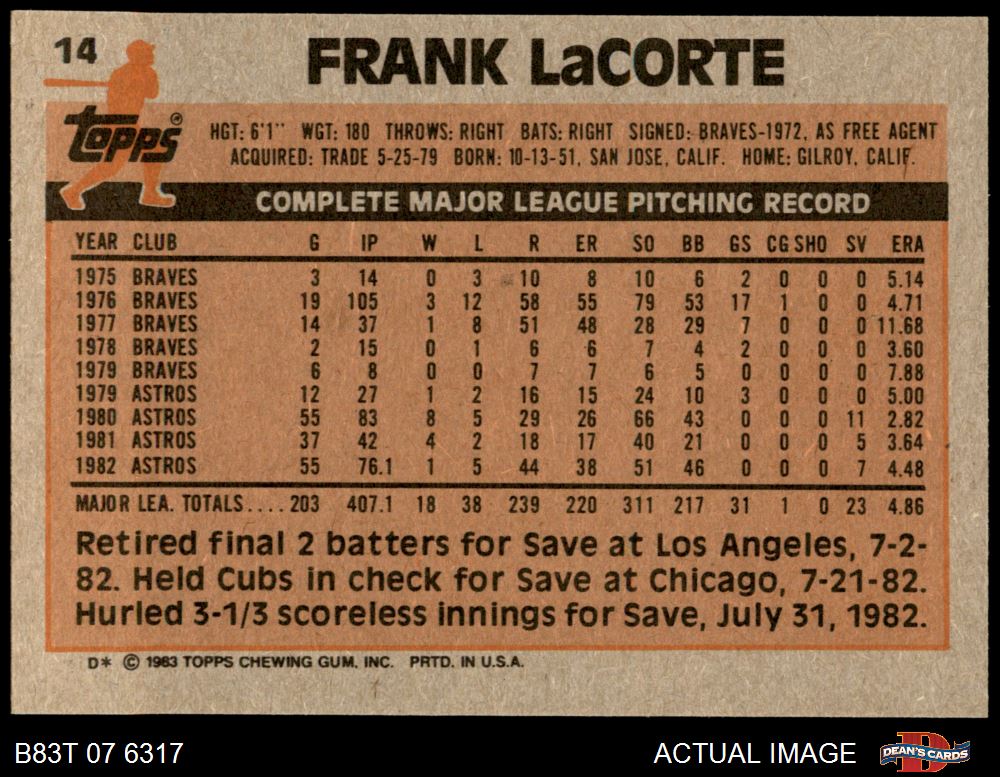 14
FRANK LaCORTE
Topps®
HGT: 6'1" WGT: 180 THROWS: RIGHT BATS: RIGHT SIGNED: BRAVES-1972, AS FREE AGENT
ACQUIRED: TRADE 5-25-79 BORN: 10-13-51, SAN JOSE, CALIF. HOME: GILROY, CALIF.
COMPLETE MAJOR LEAGUE PITCHING RECORD
YEAR CLUB G IP W L R ER SO BB GS CG SHO SV ERA
1975 BRAVES 3 14 0 3 10 8 10 6 2 0 0 0 5.14
1976 BRAVES 19 105 3 12 58 55 79 53 17 1 0 0 4.71
1977 BRAVES 14 37 1 8 51 48 28 29 7 0 0 0 11.68
1978 BRAVES 2 15 0 1 6 6 7 4 2 0 0 0 3.60
1979 BRAVES 6 8 0 0 7 7 6 5 0 0 0 0 7.88
1979 ASTROS 12 27 1 2 16 15 24 10 3 0 0 0 5.00
1980 ASTROS 55 83 8 5 29 26 66 43 0 0 0 11 2.82
1981 ASTROS 37 42 4 2 18 17 40 21 0 0 0 5 3.64
1982 ASTROS 55 76.1 1 5 44 38 51 46 0 0 0 7 4.48
MAJOR LEA. TOTALS.... 203 407.1 18 38 239 220 311 217 31 1 0 23 4.86
Retired final 2 batters for Save at Los Angeles, 7-2-
82. Held Cubs in check for Save at Chicago, 7-21-82.
Hurled 3-1/3 scoreless innings for Save, July 31, 1982.
D* © 1983 TOPPS CHEWING GUM, INC. PRTD. IN U.S.A.
B83T 07 6317 ACTUAL IMAGE DEAN'S CARDS